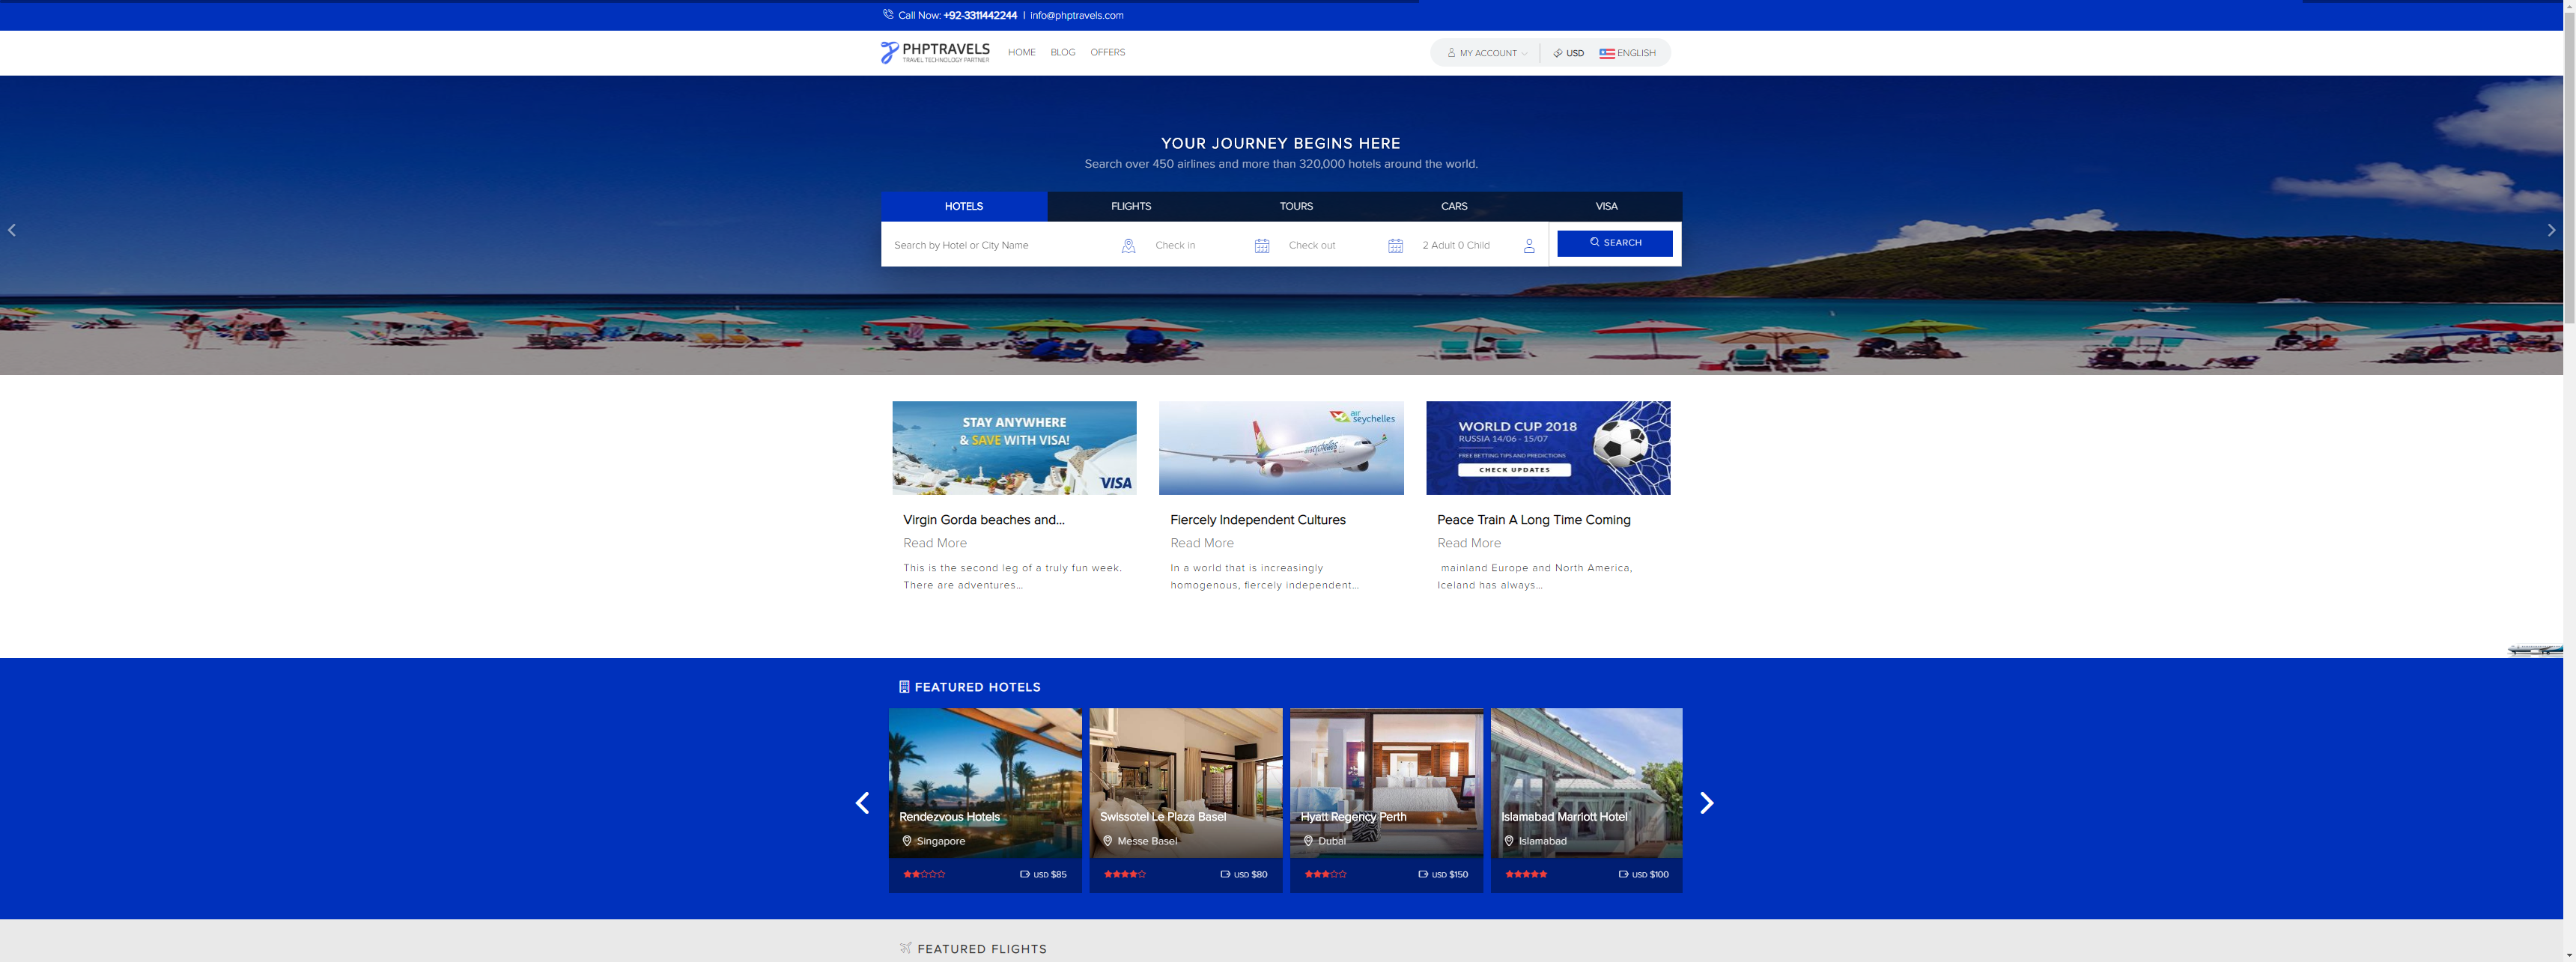 Call Now: +92-3311442244 | info@phptravels.com
PHPTRAVELS
TRAVEL TECHNOLOGY PARTNER
HOME BLOG OFFERS
MY ACCOUNT USD ENGLISH
YOUR JOURNEY BEGINS HERE
Search over 450 airlines and more than 320,000 hotels around the world.
HOTELS FLIGHTS TOURS CARS VISA
Search by Hotel or City Name Check in Check out 2 Adult 0 Child SEARCH
STAY ANYWHERE
& SAVE WITH VISA!
VISA
air
seychelles
airseychelles
WORLD CUP 2018
RUSSIA 14/06 - 15/07
FREE BETTING TIPS AND PREDICTIONS
CHECK UPDATES
Virgin Gorda beaches and...
Read More
This is the second leg of a truly fun week.
There are adventures...
Fiercely Independent Cultures
Read More
In a world that is increasingly
homogenous, fiercely independent...
Peace Train A Long Time Coming
Read More
mainland Europe and North America,
Iceland has always...
FEATURED HOTELS
Rendezvous Hotels
Singapore
USD $85
Swissotel Le Plaza Basel
Messe Basel
USD $80
Hyatt Regency Perth
Dubai
USD $150
Islamabad Marriott Hotel
Islamabad
USD $100
FEATURED FLIGHTS